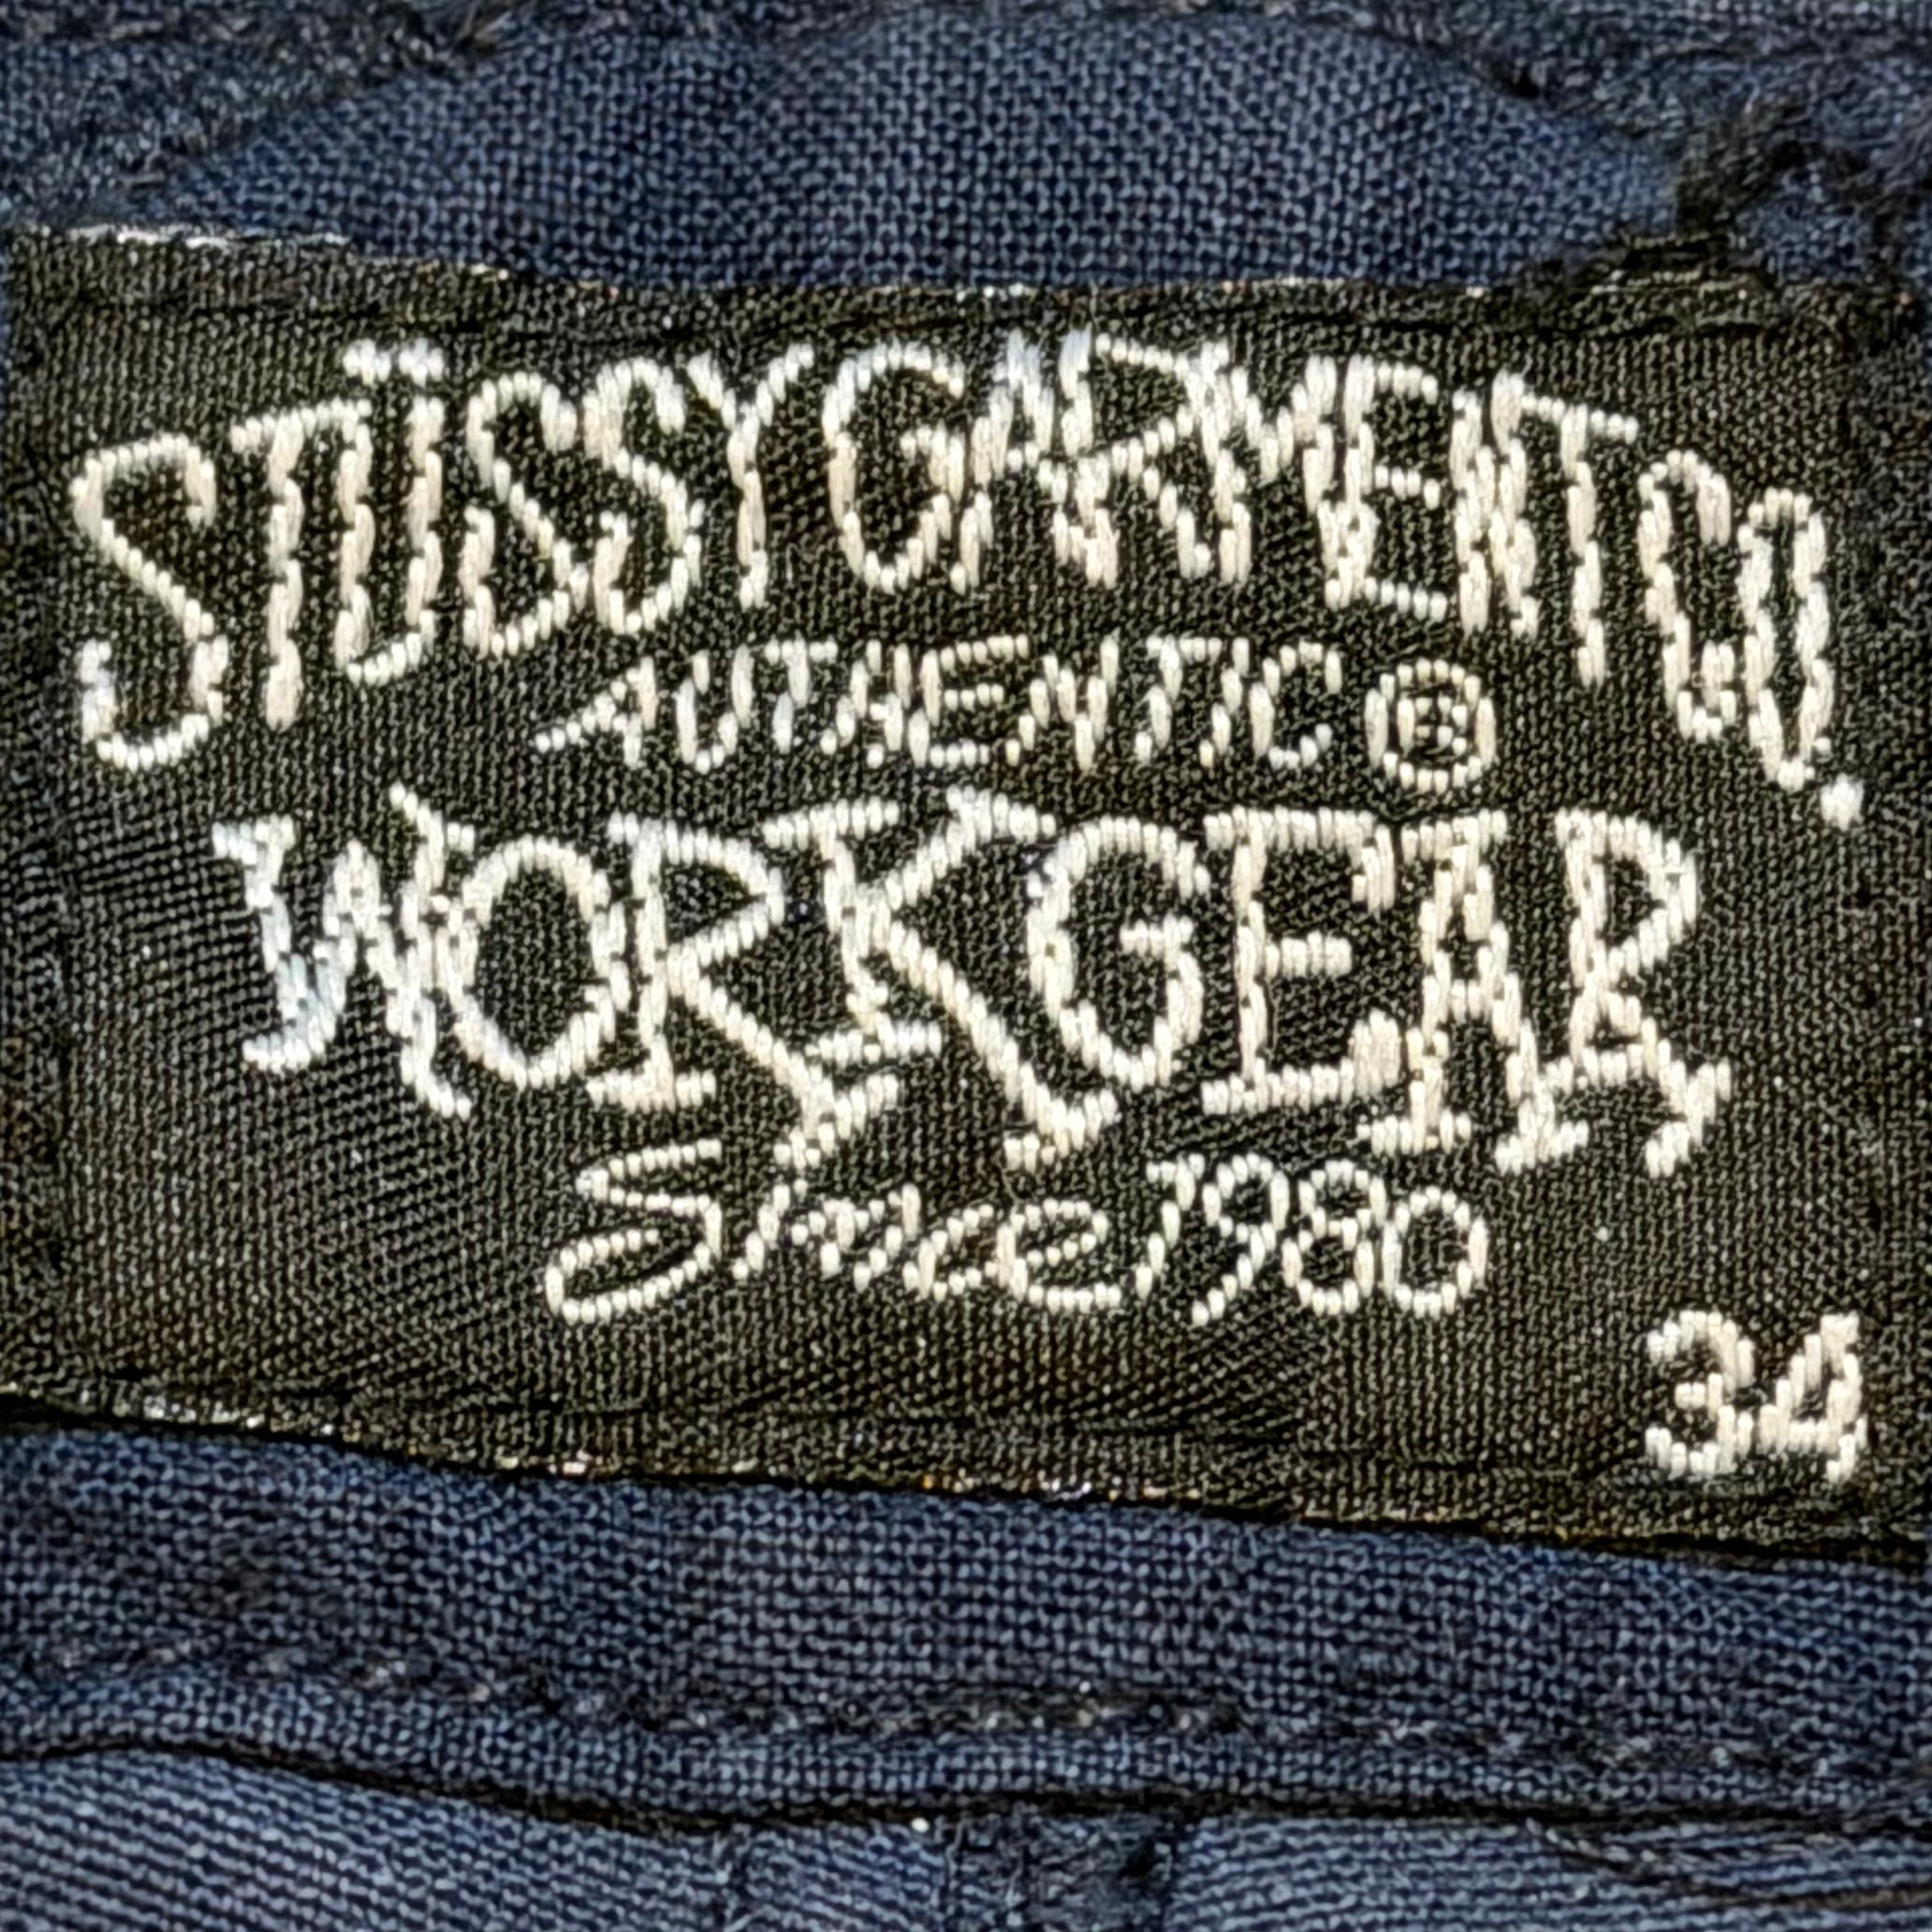 STÜSSY GARMENT CO.
AUTHENTIC ®
WORKGEAR
Since 1980
34